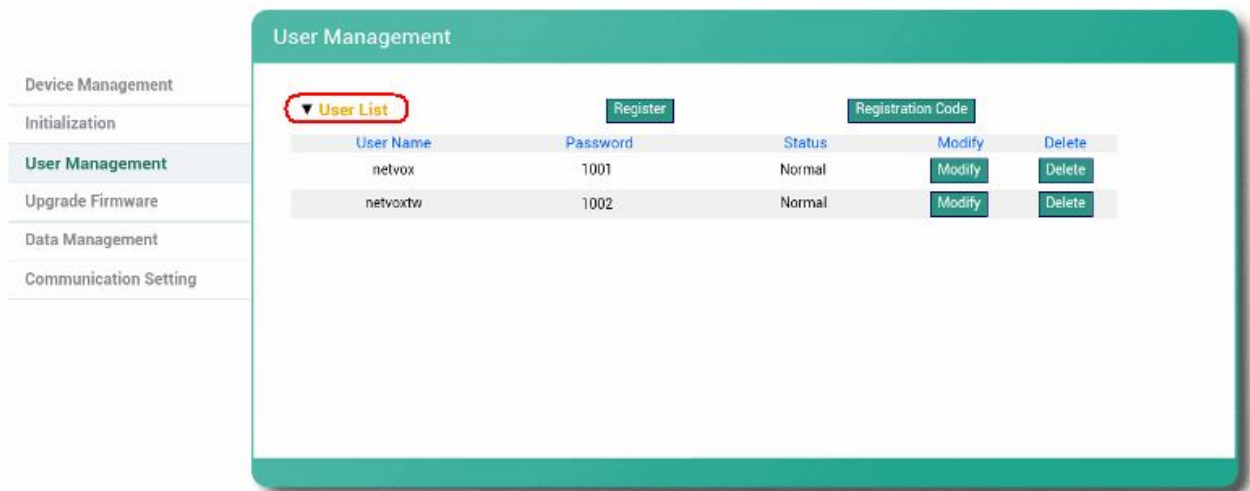 User Management
Device Management
Initialization
User Management
Upgrade Firmware
Data Management
Communication Setting
▼ User List Register Registration Code
User Name Password Status Modify Delete
netvox 1001 Normal Modify Delete
netvoxtw 1002 Normal Modify Delete